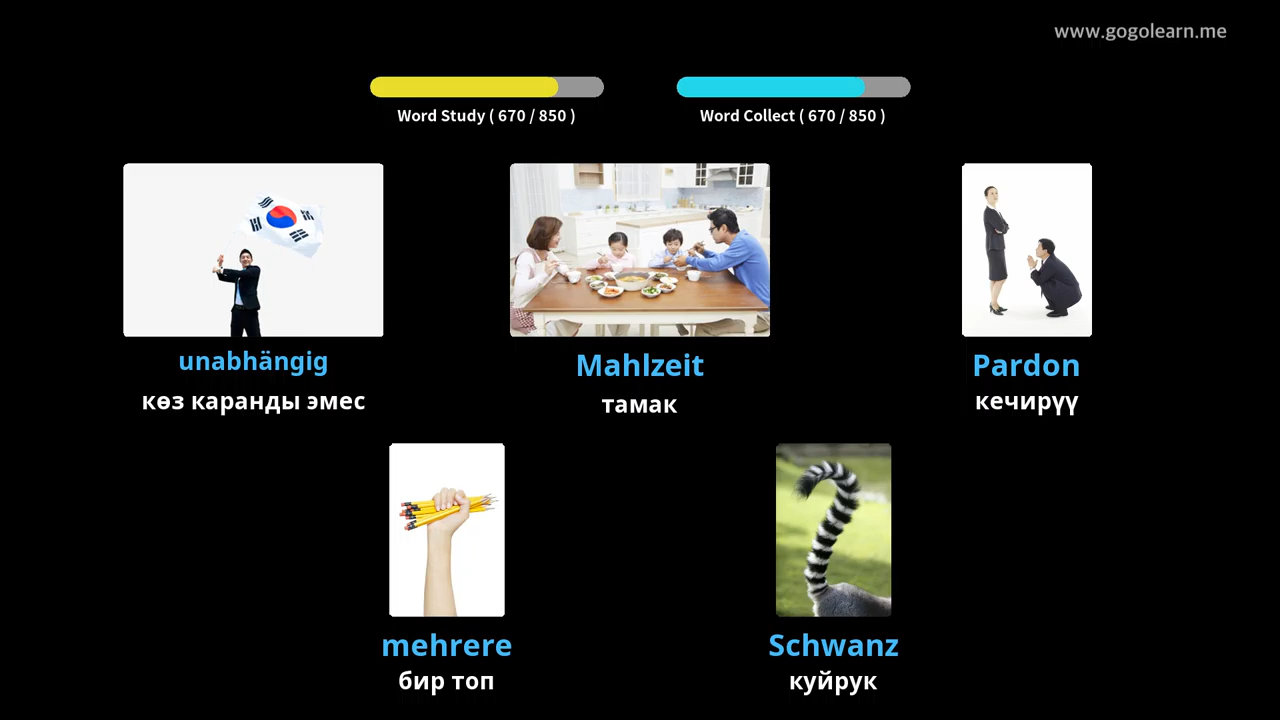 www.gogolearn.me
Word Study ( 670 / 850 )
Word Collect ( 670 / 850 )
unabhängig
көз каранды эмес
Mahlzeit
тамак
Pardon
кечирүү
mehrere
бир топ
Schwanz
куйрук